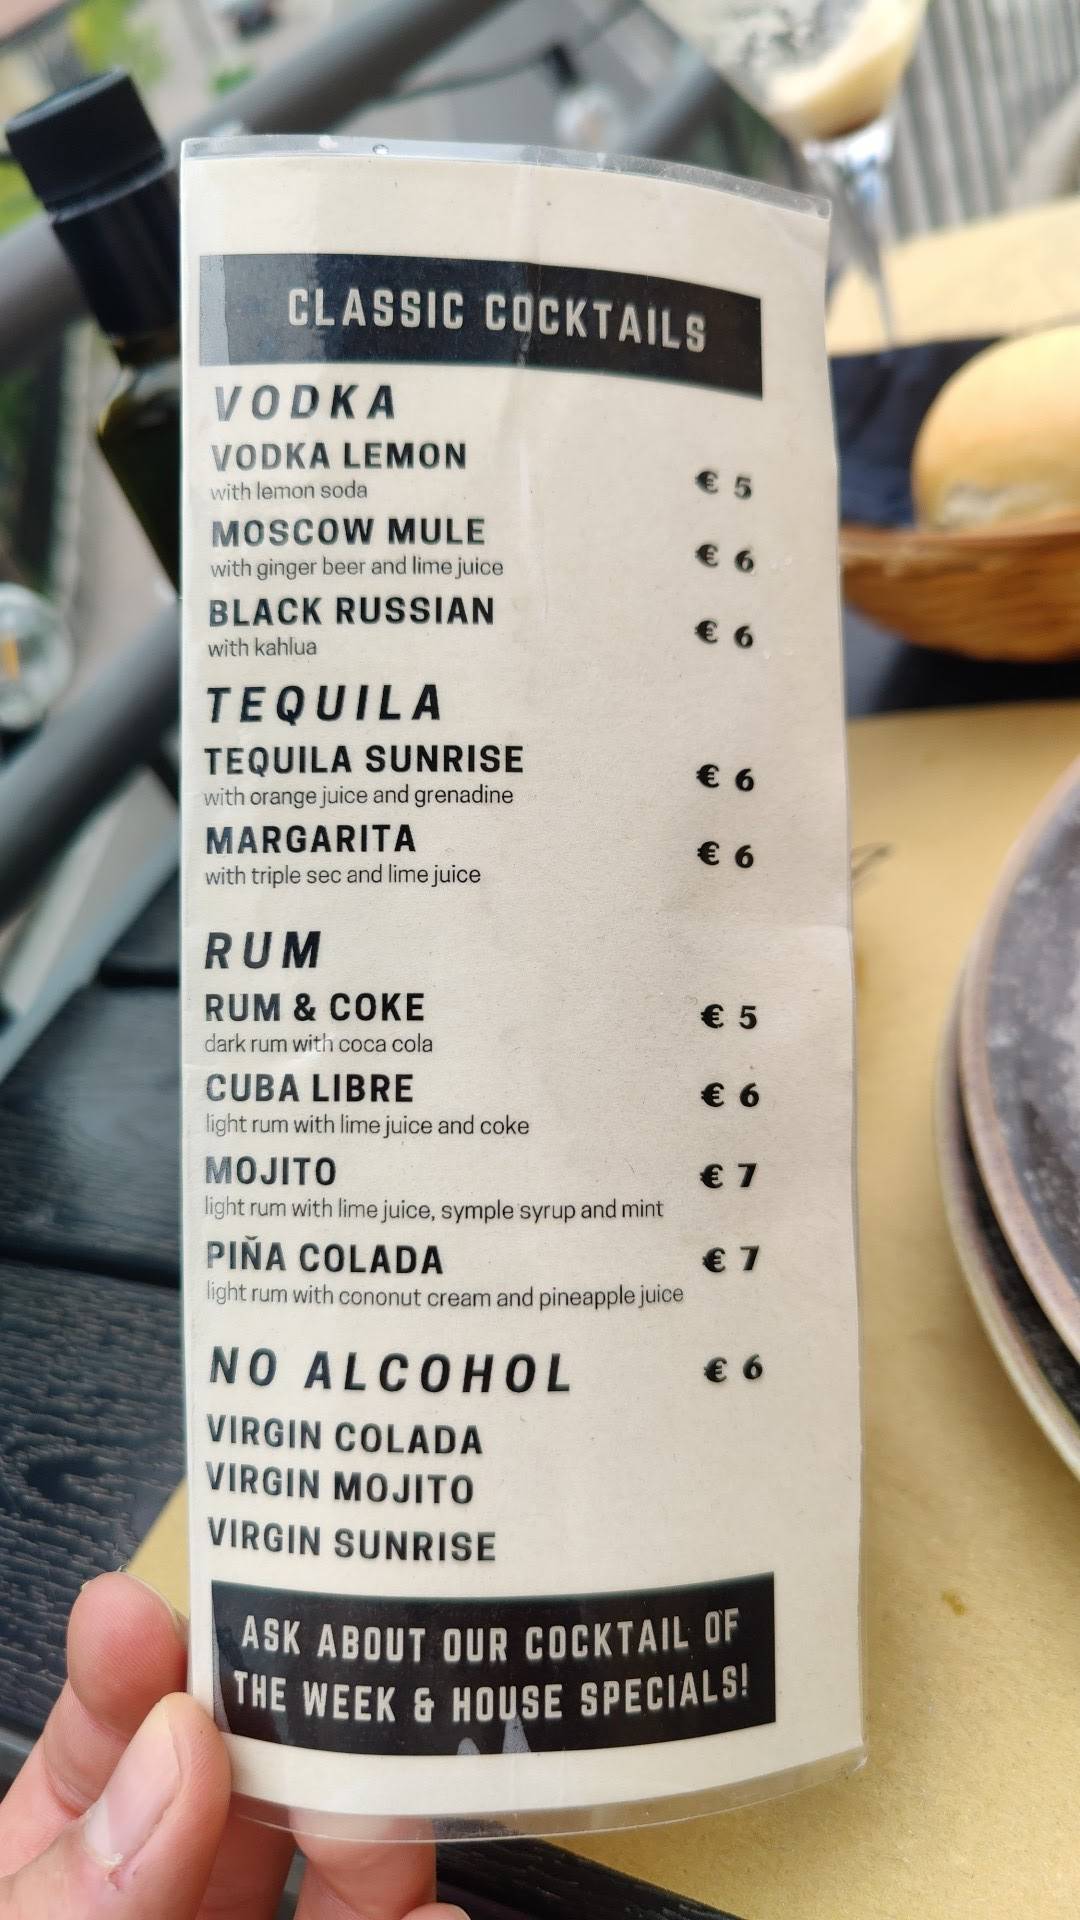 CLASSIC COCKTAILS
VODKA
VODKA LEMON
with lemon soda
€ 5
MOSCOW MULE
with ginger beer and lime juice
€ 6
BLACK RUSSIAN
with kahlua
€ 6
TEQUILA
TEQUILA SUNRISE
with orange juice and grenadine
€ 6
MARGARITA
with triple sec and lime juice
€ 6
RUM
RUM & COKE
dark rum with coca cola
€ 5
CUBA LIBRE
light rum with lime juice and coke
€ 6
MOJITO
light rum with lime juice, symple syrup and mint
€ 7
PIÑA COLADA
light rum with cononut cream and pineapple juice
€ 7
NO ALCOHOL € 6
VIRGIN COLADA
VIRGIN MOJITO
VIRGIN SUNRISE
ASK ABOUT OUR COCKTAIL OF
THE WEEK & HOUSE SPECIALS!